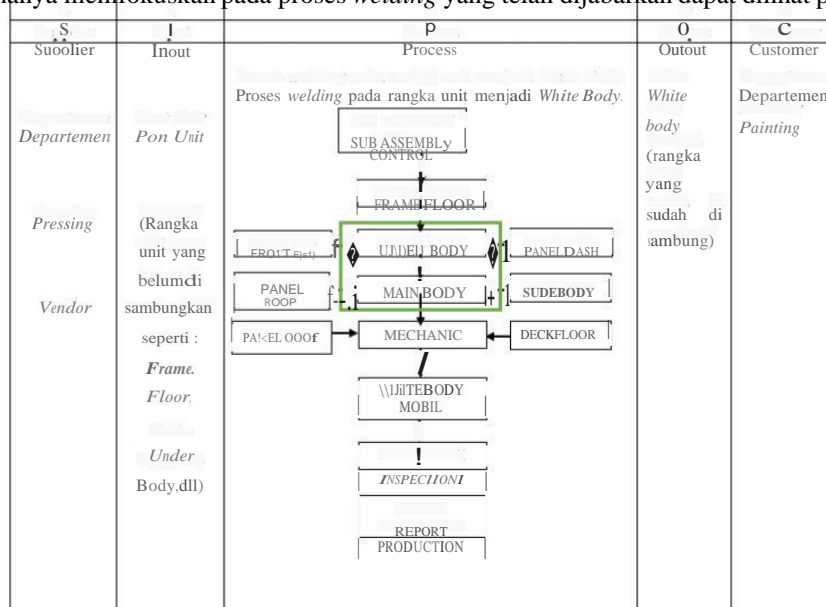 hanya memfokuskan pada proses welding yang telah dijabarkan dapat dilihat p
S I P O C
Suoolier Inout Process Outout Customer
Proses welding pada rangka unit menjadi White Body.
White
body
(rangka
yang
sudah di
sambung)
Departemen
Painting
Departemen
Pressing
Vendor
Pon Unit
(Rangka
unit yang
belumdi
sambungkan
seperti :
Frame.
Floor,
Under
Body,dll)
SUB ASSEMBLy
CONTROL
FRAMEFLOOR
BODY
PANELDASH
PANEL
ROOP
MAIN BODY
SUDEBODY
MECHANIC
DECKFLOOR
MOBIL
REPORT
PRODUCTION